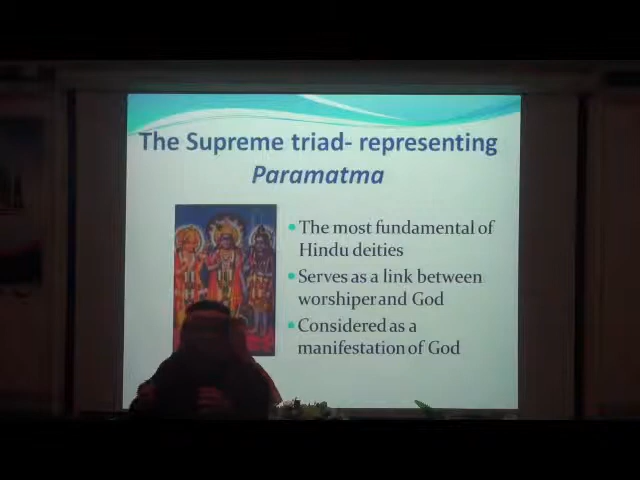 The Supreme triad- representing
Paramatma
The most fundamental of
Hindu deities
Serves as a link between
worshiper and God
Considered as a
manifestation of God